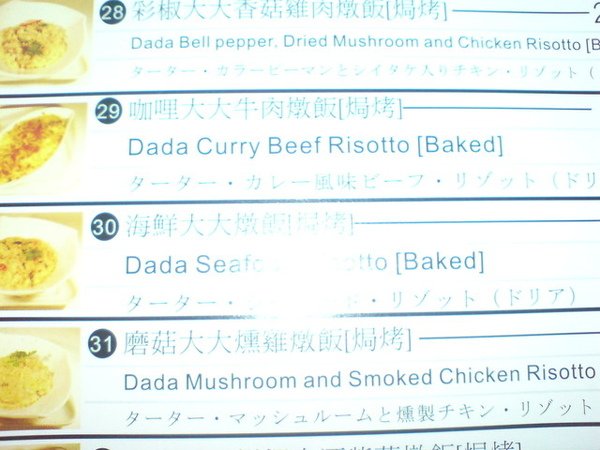 28 彩椒大大香菇雞肉燉飯[焗烤]
Dada Bell pepper, Dried Mushroom and Chicken Risotto [B
ターター・カラーピーマンとシイタケ入りチキン・リゾット（
29 咖哩大大牛肉燉飯[焗烤]
Dada Curry Beef Risotto [Baked]
ターター・カレー風味ビーフ・リゾット（ドリ
30 海鮮大大燉飯[焗烤]
Dada [Baked]
ターター・ ド・リゾット（ドリア）
31 磨菇大大燻雞燉飯[焗烤]
Dada Mushroom and Smoked Chicken Risotto
ターター・マッシュルームと燻製チキン・リゾット
燉飯[焗烤]